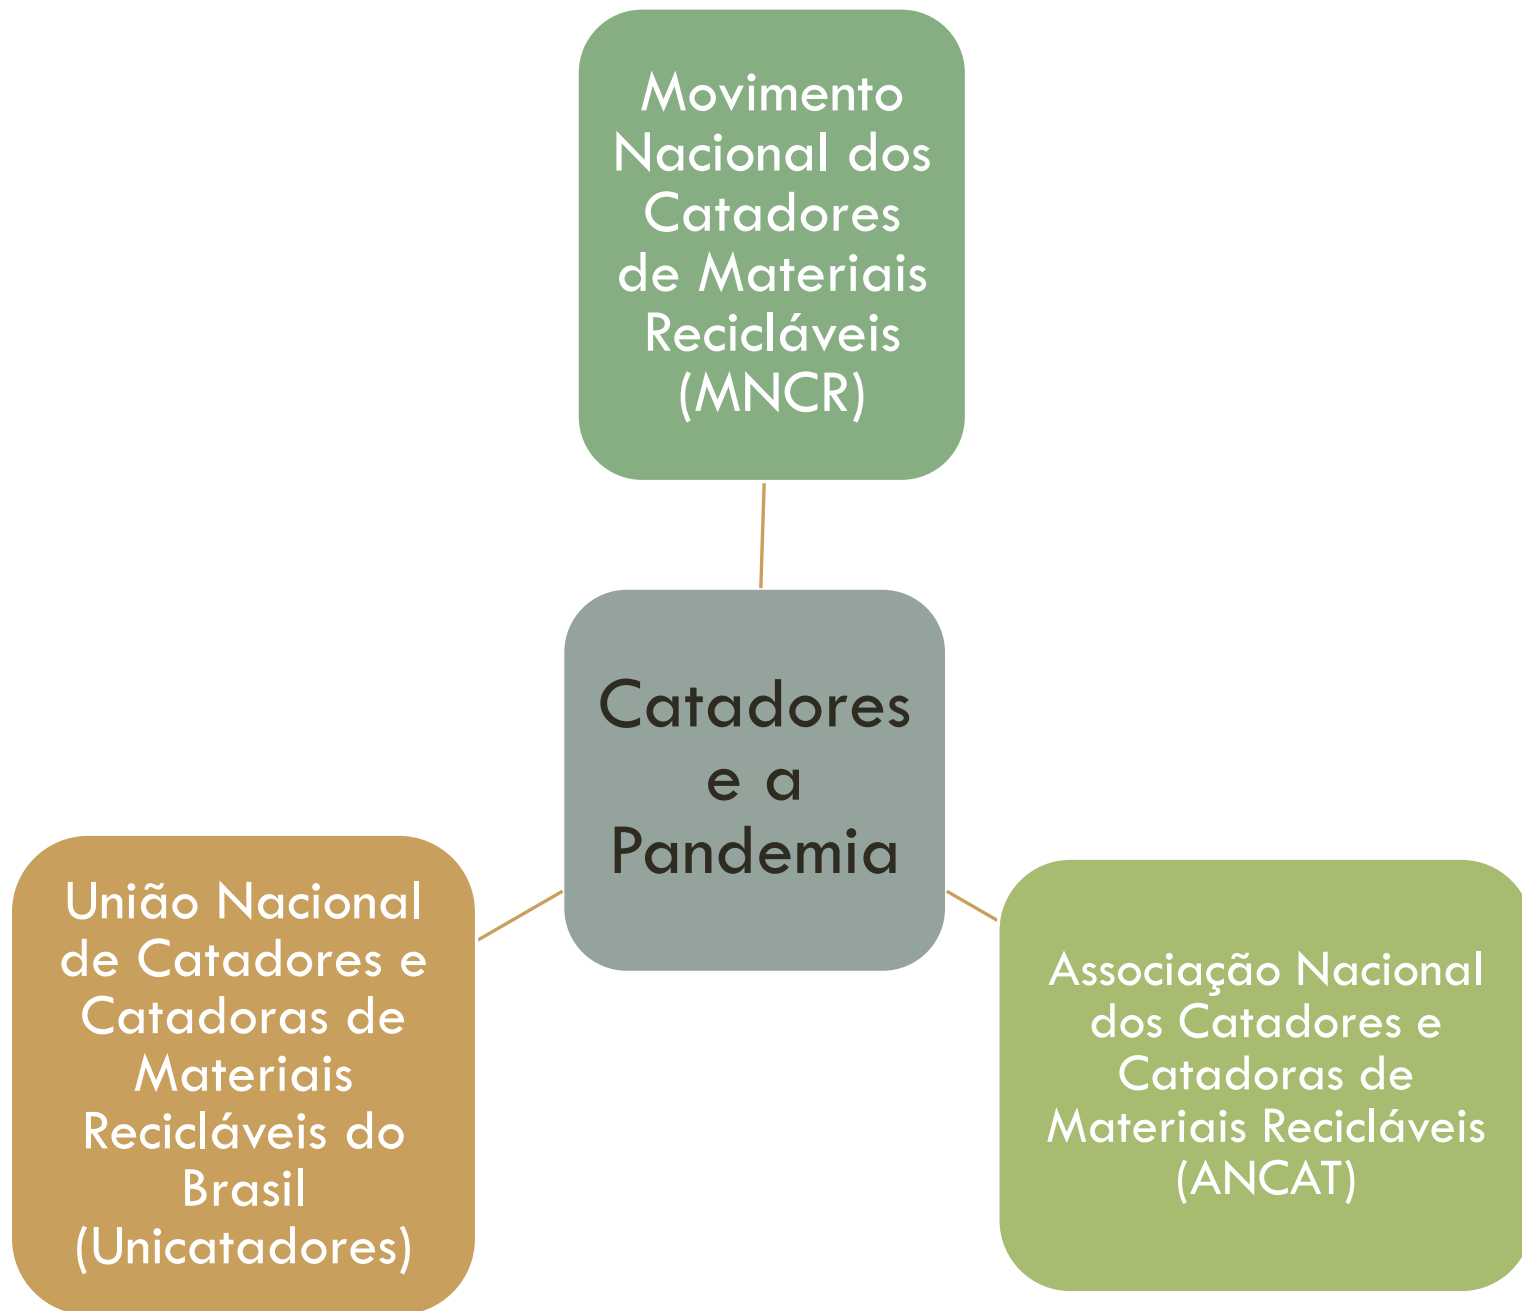 Movimento
Nacional dos
Catadores
de Materiais
Recicláveis
(MNCR)
Catadores
e a
Pandemia
União Nacional
de Catadores e
Catadoras de
Materiais
Recicláveis do
Brasil
(Unicatadores)
Associação Nacional
dos Catadores e
Catadoras de
Materiais Recicláveis
(ANCAT)